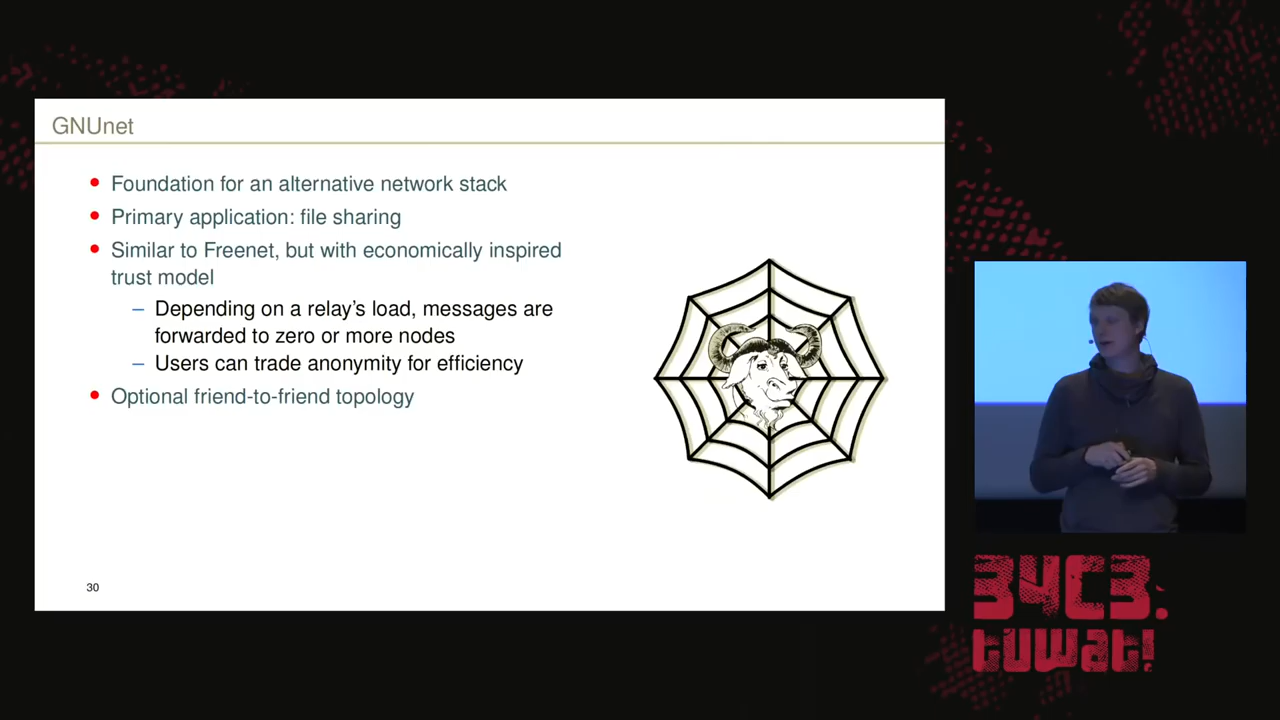 GNUnet
• Foundation for an alternative network stack
• Primary application: file sharing
• Similar to Freenet, but with economically inspired
trust model
– Depending on a relay's load, messages are
forwarded to zero or more nodes
– Users can trade anonymity for efficiency
• Optional friend-to-friend topology
30
34C3.
tuwat!